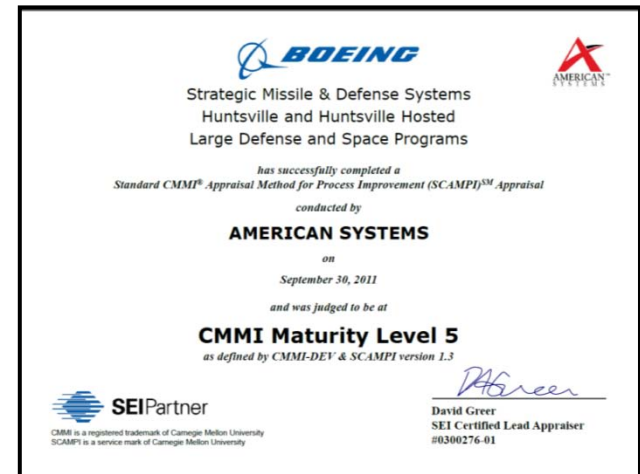 BOEING
AMERICAN
SYSTEMS
Strategic Missile & Defense Systems
Huntsville and Huntsville Hosted
Large Defense and Space Programs
has successfully completed a
Standard CMMI® Appraisal Method for Process Improvement (SCAMPI)SM Appraisal
conducted by
AMERICAN SYSTEMS
on
September 30, 2011
and was judged to be at
CMMI Maturity Level 5
as defined by CMMI-DEV & SCAMPI version 1.3
DAGreer
SEI Partner
CMMI is a registered trademark of Carnegie Mellon University
SCAMPI is a service mark of Carnegie Mellon University
David Greer
SEI Certified Lead Appraiser
#0300276-01